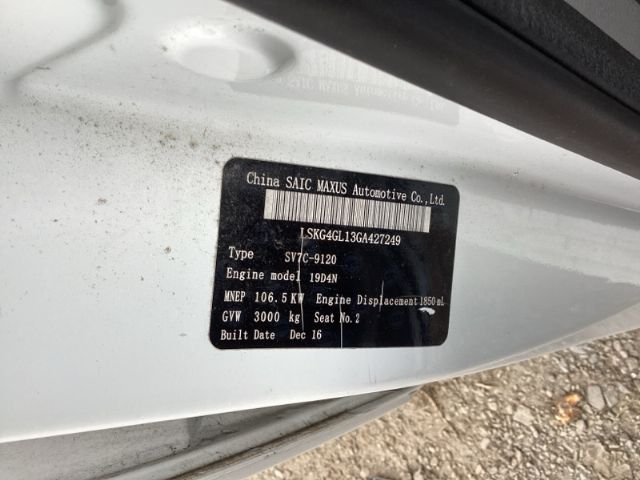 China SAIC MAXUS Automotive Co.,Ltd.
LSKG4GL13GA427249
Type SV7C-9120
Engine model 19D4N
MNEP 106.5 KW Engine Displacement 1850 mL
GVW 3000 kg Seat No.2
Built Date Dec 16